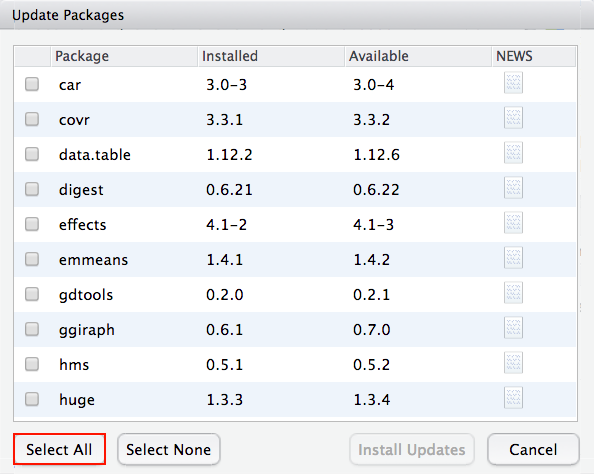 Update Packages
Package Installed Available NEWS
car 3.0-3 3.0-4
covr 3.3.1 3.3.2
data.table 1.12.2 1.12.6
digest 0.6.21 0.6.22
effects 4.1-2 4.1-3
emmeans 1.4.1 1.4.2
gdtools 0.2.0 0.2.1
ggiraph 0.6.1 0.7.0
hms 0.5.1 0.5.2
huge 1.3.3 1.3.4
Select All Select None Install Updates Cancel